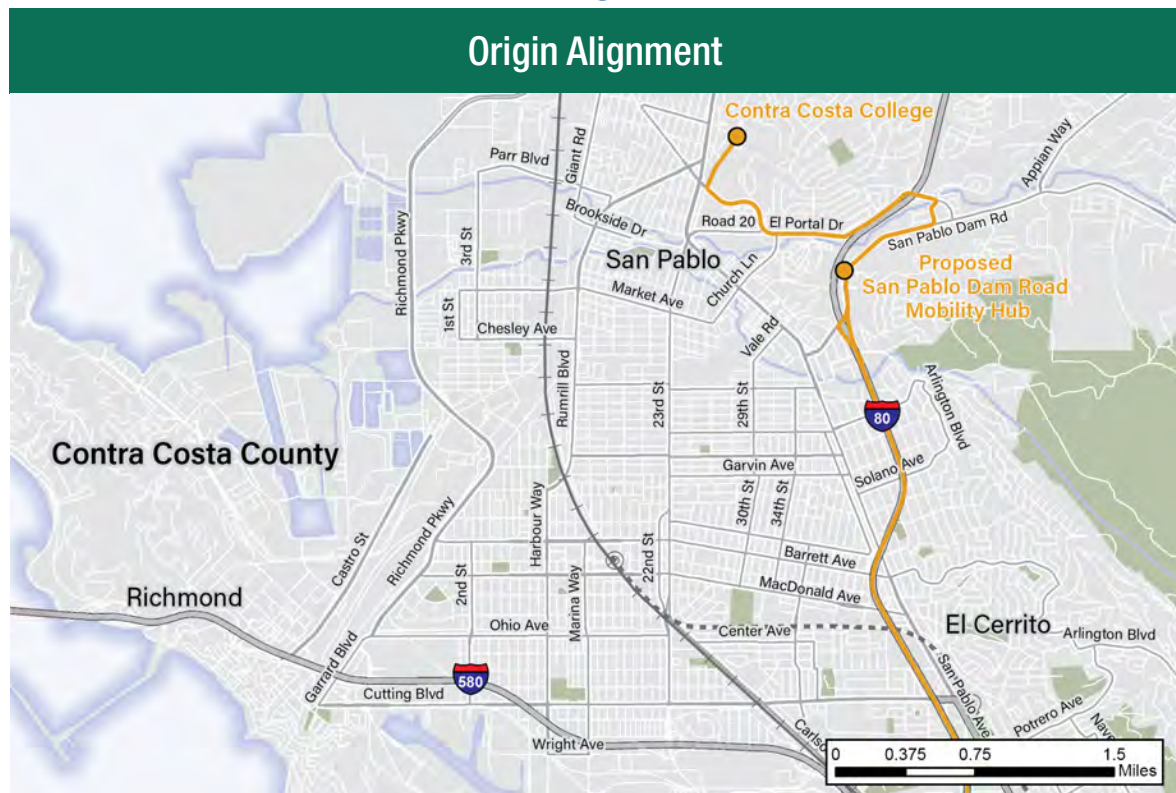 Origin Alignment
Contra Costa College
Parr Blvd
Giant Rd
Appian Way
Richmond Pkwy
3rd St
Brookside Dr
Road 20
El Portal Dr
San Pablo Dam Rd
San Pablo
Church Ln
Proposed
San Pablo Dam Road
Mobility Hub
1st St
Market Ave
Chesley Ave
Vale Rd
Rumrill Blvd
23rd St
29th St
Arlington Blvd
80
Contra Costa County
Garvin Ave
Solano Ave
30th St
34th St
Castro St
Richmond Pkwy
Harbour Way
22nd St
Barrett Ave
MacDonald Ave
Richmond
2nd St
Marina Way
Ohio Ave
Center Ave
El Cerrito
Arlington Blvd
Garrard Blvd
580
Cutting Blvd
San Pablo Ave
Potrero Ave
Wright Ave
0 0.375 0.75 1.5
Miles